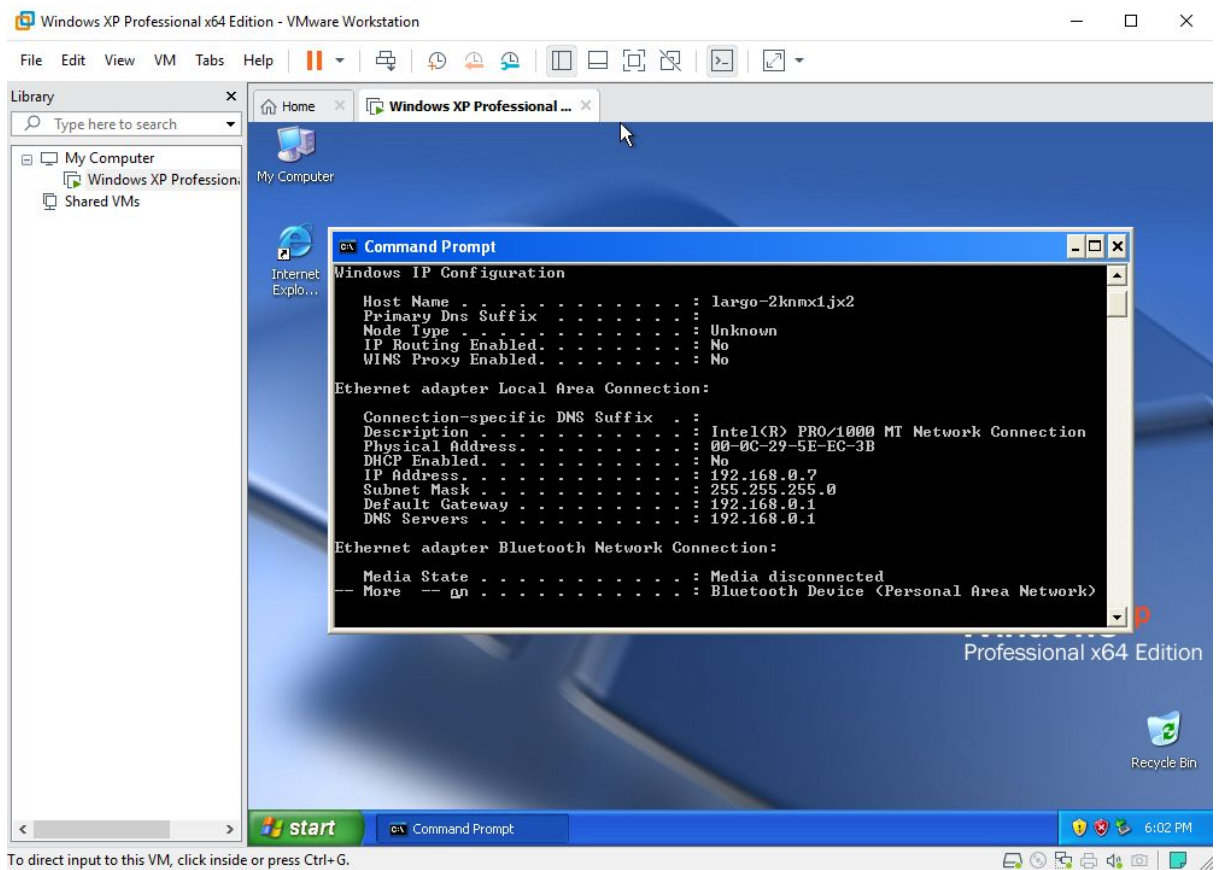 Windows XP Professional x64 Edition - VMware Workstation
File Edit View VM Tabs Help
Library
Type here to search
My Computer
Windows XP Professiona
Shared VMs
Home
Windows XP Professional ...
My Computer
Internet
Explo...
Command Prompt
Windows IP Configuration
Host Name . . . . . . . . . . . . : largo-2knmx1jx2
Primary Dns Suffix . . . . . . . :
Node Type . . . . . . . . . . . . : Unknown
IP Routing Enabled. . . . . . . . : No
WINS Proxy Enabled. . . . . . . . : No
Ethernet adapter Local Area Connection:
Connection-specific DNS Suffix . :
Description . . . . . . . . . . . : Intel(R) PRO/1000 MT Network Connection
Physical Address. . . . . . . . . : 00-0C-29-5E-EC-3B
DHCP Enabled. . . . . . . . . . . : No
IP Address. . . . . . . . . . . . : 192.168.0.7
Subnet Mask . . . . . . . . . . . : 255.255.255.0
Default Gateway . . . . . . . . . : 192.168.0.1
DNS Servers . . . . . . . . . . . : 192.168.0.1
Ethernet adapter Bluetooth Network Connection:
Media State . . . . . . . . . . . : Media disconnected
-- More -- on . . . . . . . . . . . : Bluetooth Device (Personal Area Network)
Professional x64 Edition
Recycle Bin
start
Command Prompt
6:02 PM
To direct input to this VM, click inside or press Ctrl+G.